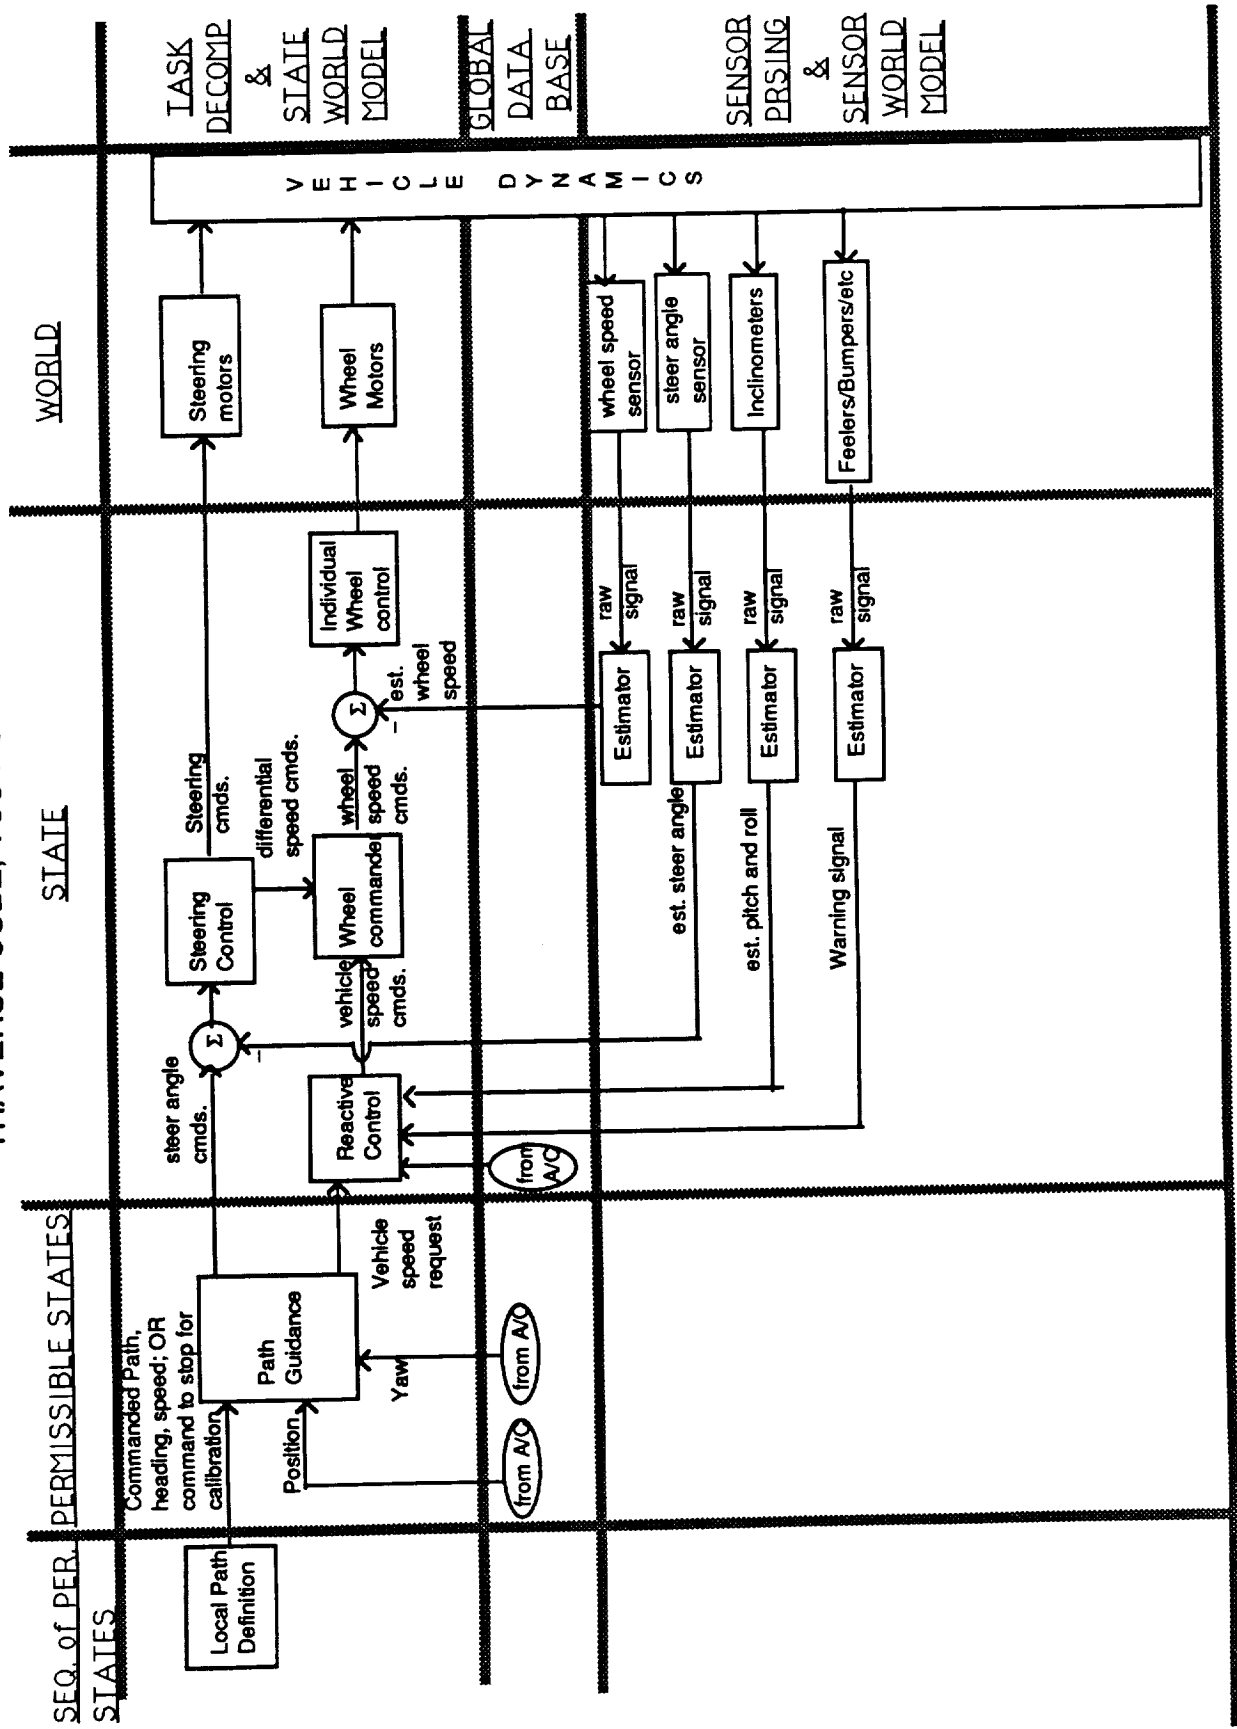 SEQ. of PER.
STATES
PERMISSIBLE STATES
STATE
WORLD
TASK
DECOMP
&
STATE
WORLD
MODEL
GLOBAL
DATA
BASE
SENSOR
PRSING
&
SENSOR
WORLD
MODEL
Local Path
Definition
Commanded Path,
heading, speed; OR
command to stop for
calibration
Position
Yaw
Path
Guidance
Vehicle
speed
request
steer angle
cmds.
Σ
–
Steering
Control
Steering
cmds.
Steering
motors
Reactive
Control
vehicle
speed
cmds.
differential
speed cmds.
Wheel
commander
wheel
speed
cmds.
Σ
–
est.
wheel
speed
Individual
Wheel
control
Wheel
Motors
VEHICLE DYNAMICS
from A/C
from A/C
from
A/C
Estimator
raw
signal
wheel speed
sensor
est. steer angle
Estimator
raw
signal
steer angle
sensor
est. pitch and roll
Estimator
raw
signal
Inclinometers
Warning signal
Estimator
raw
signal
Feelers/Bumpers/etc